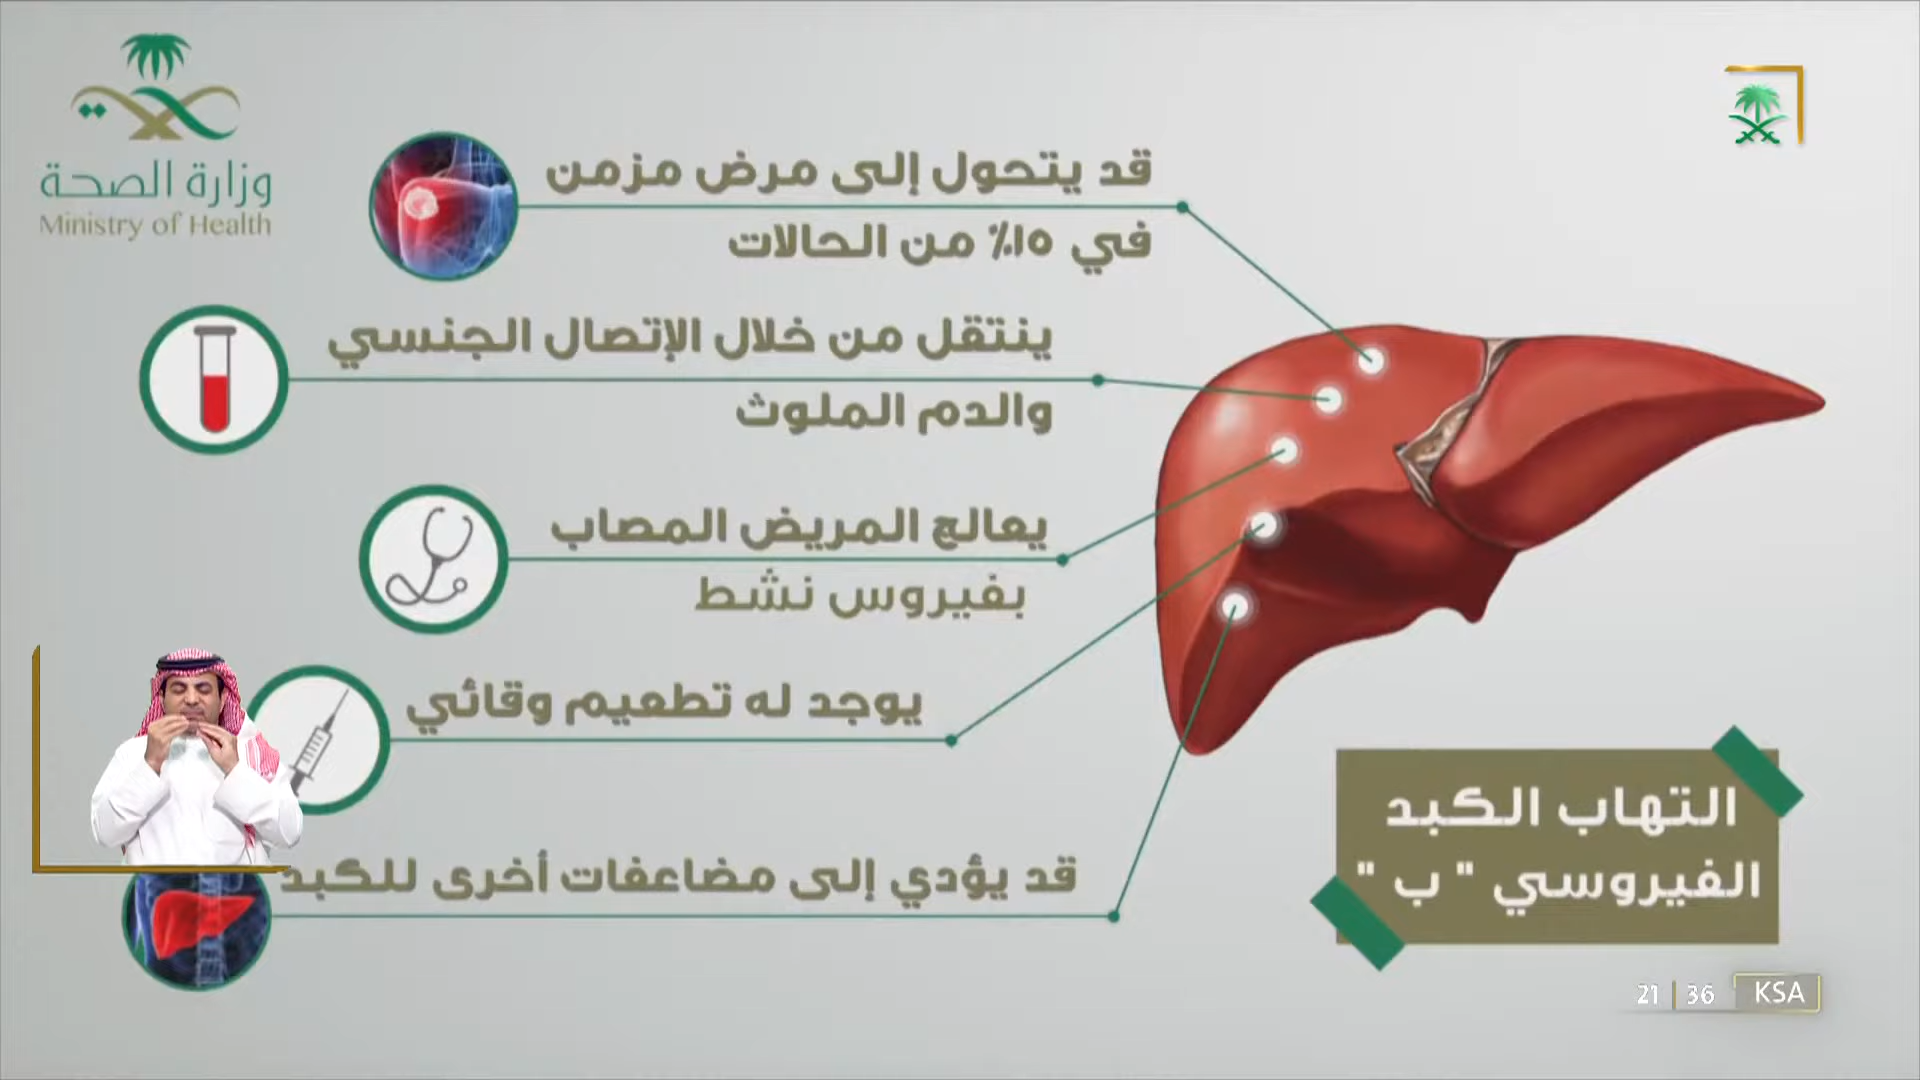 وزارة الصحة
Ministry of Health
قد يتحول إلى مرض مزمن
في ١٥٪ من الحالات
ينتقل من خلال الإتصال الجنسي
والدم الملوث
يعالج المريض المصاب
بفيروس نشط
يوجد له تطعيم وقائي
قد يؤدي إلى مضاعفات أخرى للكبد
التهاب الكبد
الفيروسي " ب "
21 | 36 KSA